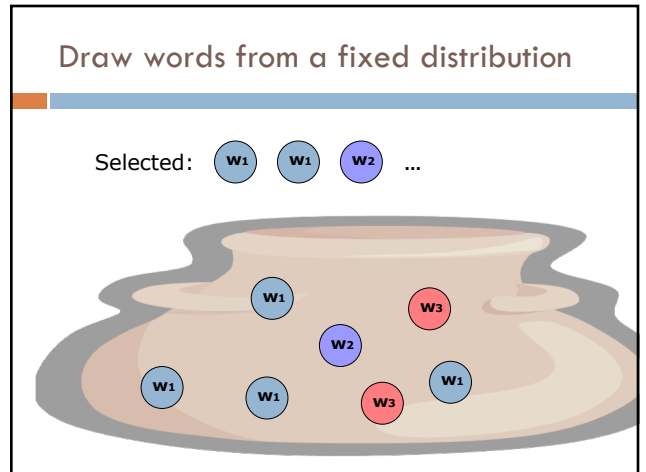 Draw words from a fixed distribution
Selected: w1 w1 w2 ...
w1
w3
w2
w1
w1
w3
w1